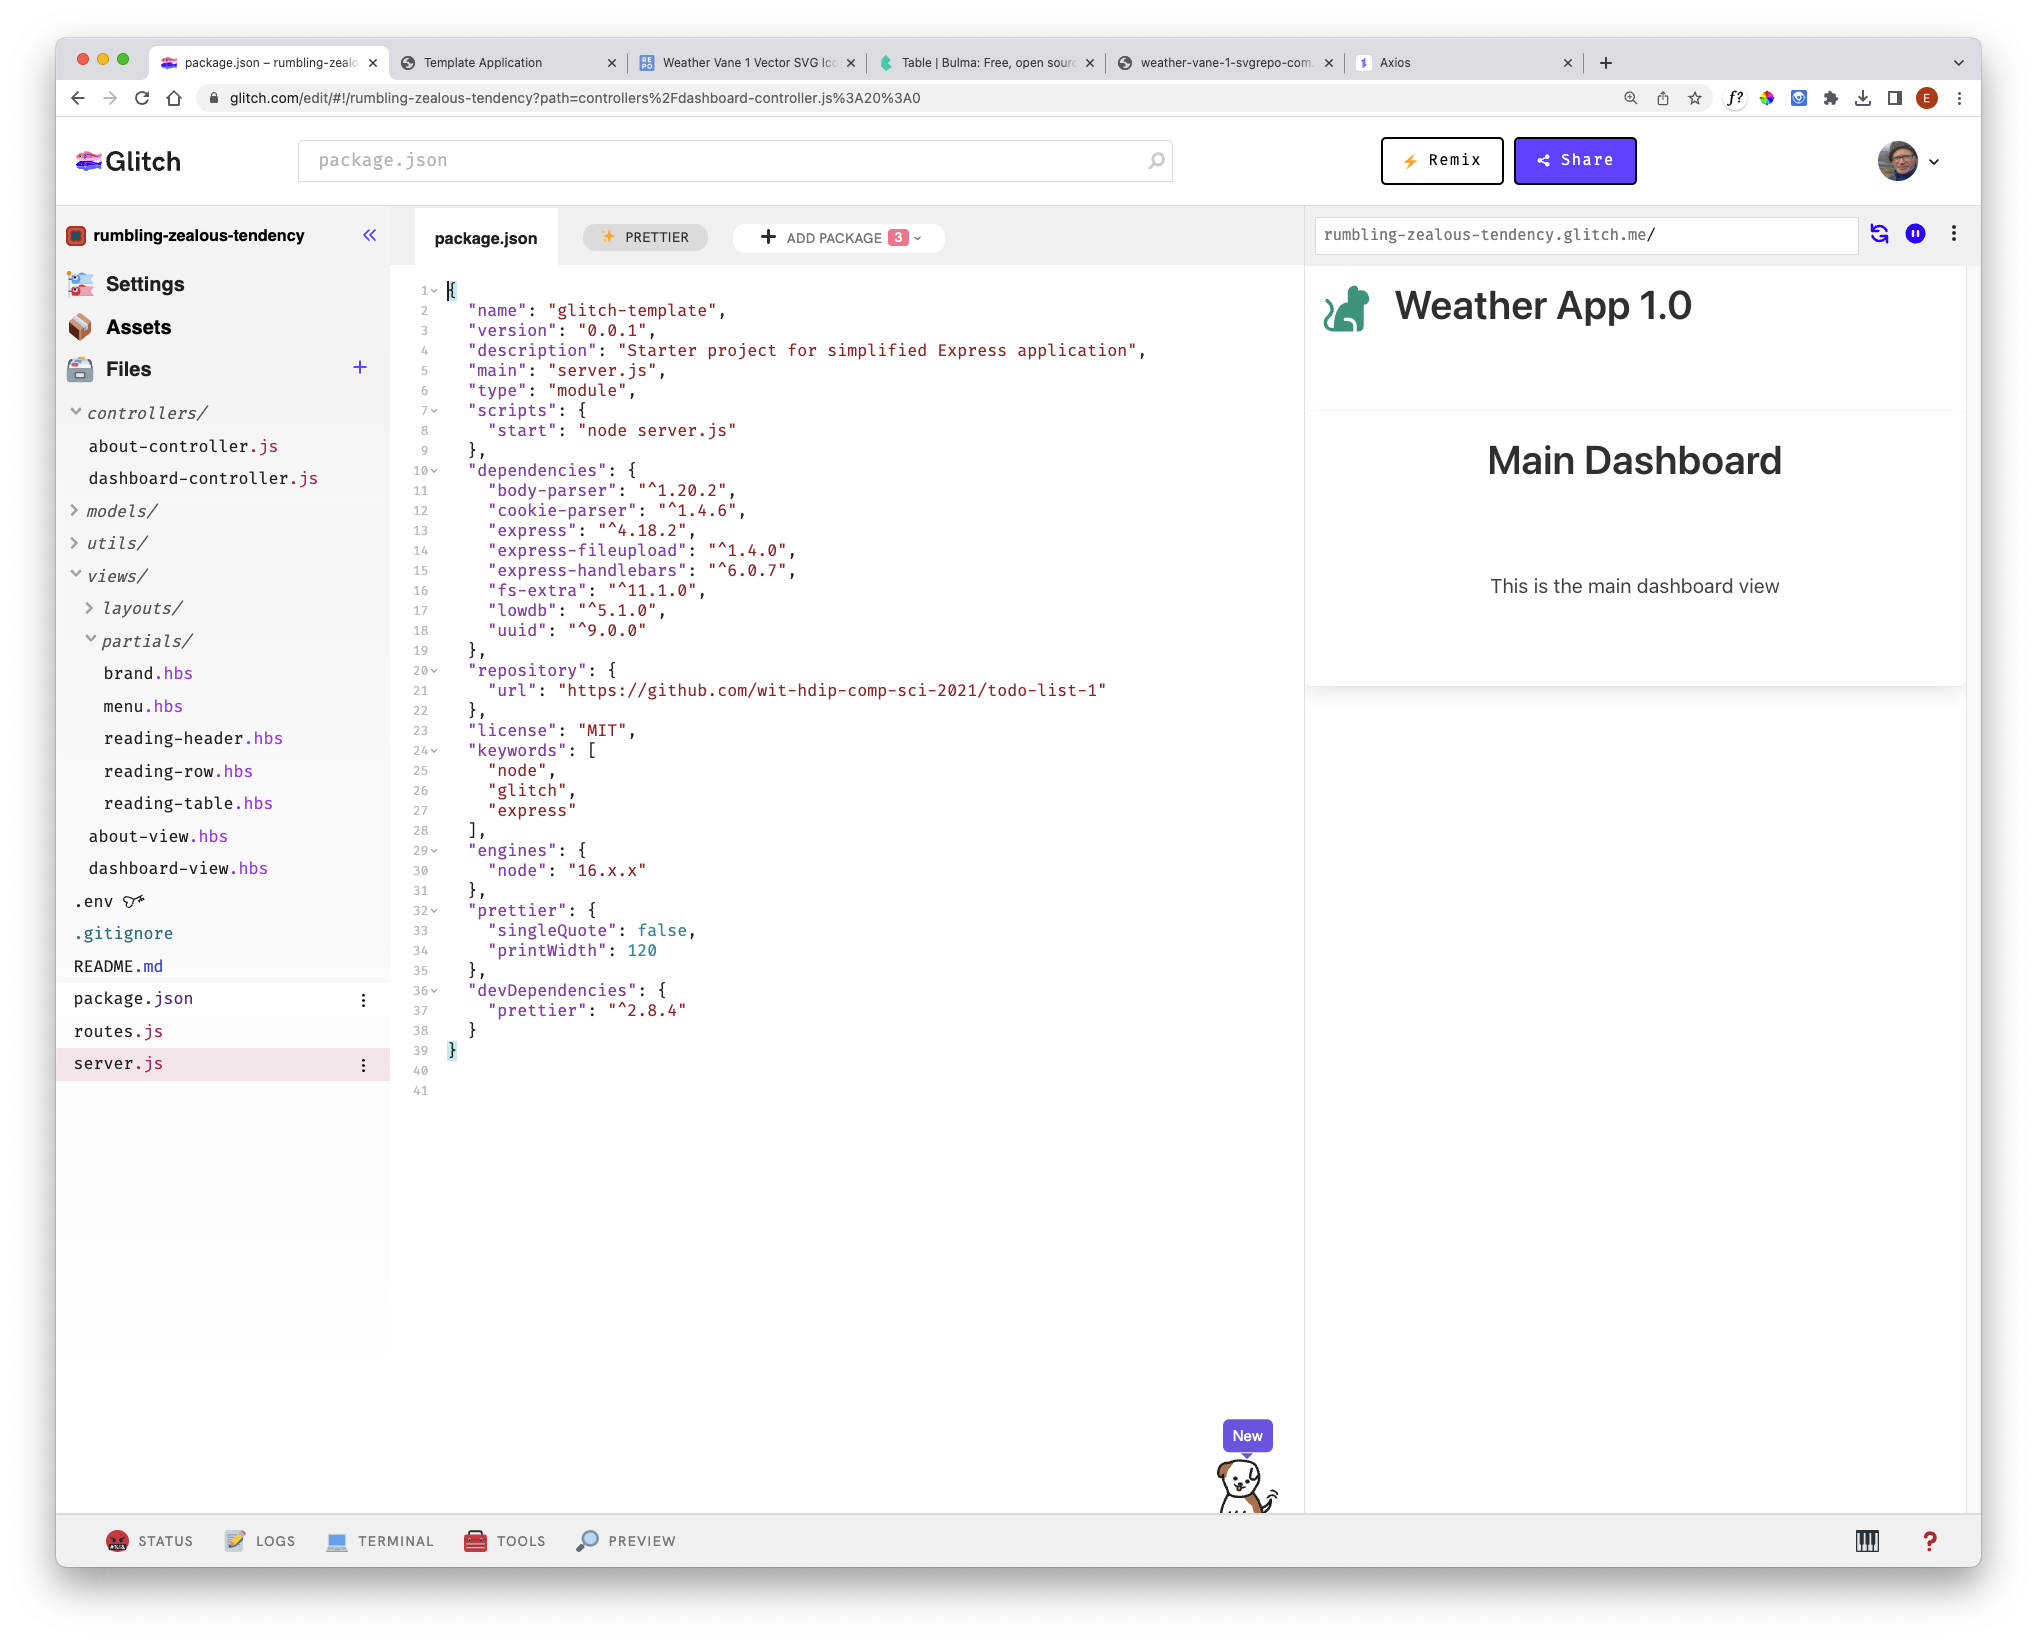 package.json – rumbling-zealo
Template Application
Weather Vane 1 Vector SVG Ico
Table | Bulma: Free, open sourc
weather-vane-1-svgrepo-com.
Axios
glitch.com/edit/#!/rumbling-zealous-tendency?path=controllers%2Fdashboard-controller.js%3A20%3A0
f?
E
Glitch
package.json
Remix
Share
rumbling-zealous-tendency
Settings
Assets
Files
controllers/
about-controller.js
dashboard-controller.js
models/
utils/
views/
layouts/
partials/
brand.hbs
menu.hbs
reading-header.hbs
reading-row.hbs
reading-table.hbs
about-view.hbs
dashboard-view.hbs
.env
.gitignore
README.md
package.json
routes.js
server.js
package.json
PRETTIER
ADD PACKAGE 3
1 {
2 "name": "glitch-template",
3 "version": "0.0.1",
4 "description": "Starter project for simplified Express application",
5 "main": "server.js",
6 "type": "module",
7 "scripts": {
8 "start": "node server.js"
9 },
10 "dependencies": {
11 "body-parser": "^1.20.2",
12 "cookie-parser": "^1.4.6",
13 "express": "^4.18.2",
14 "express-fileupload": "^1.4.0",
15 "express-handlebars": "^6.0.7",
16 "fs-extra": "^11.1.0",
17 "lowdb": "^5.1.0",
18 "uuid": "^9.0.0"
19 },
20 "repository": {
21 "url": "https://github.com/wit-hdip-comp-sci-2021/todo-list-1"
22 },
23 "license": "MIT",
24 "keywords": [
25 "node",
26 "glitch",
27 "express"
28 ],
29 "engines": {
30 "node": "16.x.x"
31 },
32 "prettier": {
33 "singleQuote": false,
34 "printWidth": 120
35 },
36 "devDependencies": {
37 "prettier": "^2.8.4"
38 }
39 }
40
41
rumbling-zealous-tendency.glitch.me/
Weather App 1.0
Main Dashboard
This is the main dashboard view
New
STATUS
LOGS
TERMINAL
TOOLS
PREVIEW
?